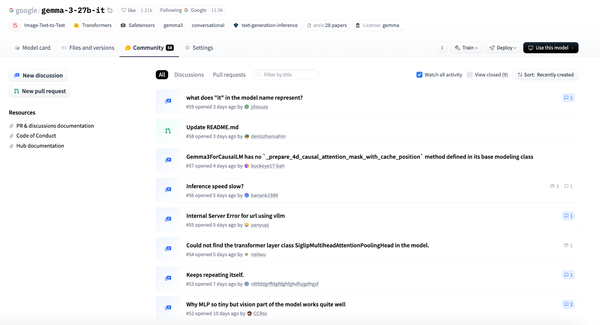 google/gemma-3-27b-it like 1.21k Following Google 11.9k
Image-Text-to-Text Transformers Safetensors gemma3 conversational text-generation-inference arxiv:28 papers License: gemma
Model card Files and versions Community 58 Settings
Train Deploy Use this model
New discussion
New pull request
Resources
PR & discussions documentation
Code of Conduct
Hub documentation
All Discussions Pull requests Filter by title Watch all activity View closed (9) Sort: Recently created
what does "it" in the model name represent? 1
#59 opened 3 days ago by jdsouza
Update README.md
#58 opened 3 days ago by denizzhansahin
Gemma3ForCausalLM has no `_prepare_4d_causal_attention_mask_with_cache_position` method defined in its base modeling class
#57 opened 4 days ago by buckeye17-bah
Inference speed slow? 1 1
#56 opened 5 days ago by banank1989
Internal Server Error for url using vllm 1
#55 opened 5 days ago by panyuqj
Could not find the transformer layer class SiglipMultiheadAttentionPoolingHead in the model. 1
#54 opened 5 days ago by neileu
Keeps repeating itself. 1
#53 opened 7 days ago by
Why MLP so tiny but vision part of the model works quite well 2
#52 opened 10 days ago by CCRss